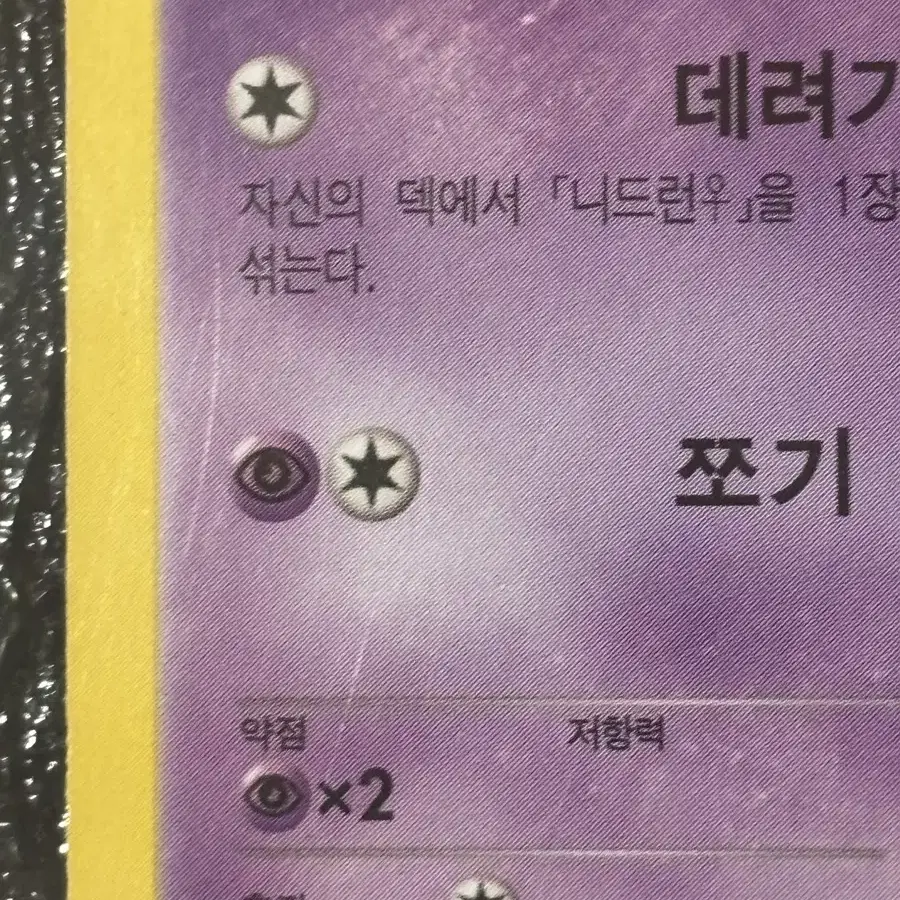 데려가
자신의 덱에서 「니드런♀」을 1장
섞는다.
쪼기
약점 저항력
×2